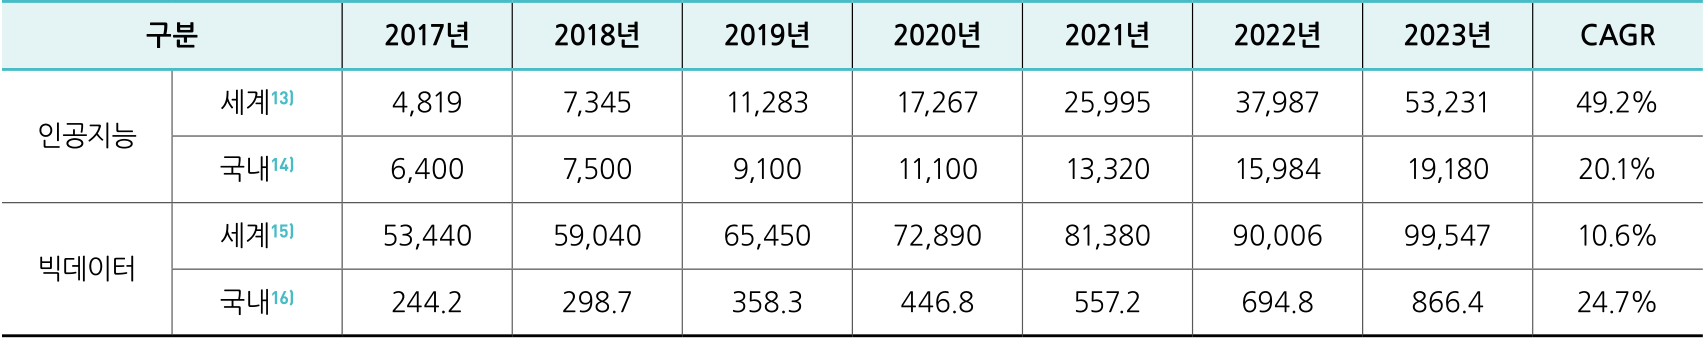 구분 2017년 2018년 2019년 2020년 2021년 2022년 2023년 CAGR
인공지능 세계13) 4,819 7,345 11,283 17,267 25,995 37,987 53,231 49.2%
국내14) 6,400 7,500 9,100 11,100 13,320 15,984 19,180 20.1%
빅데이터 세계15) 53,440 59,040 65,450 72,890 81,380 90,006 99,547 10.6%
국내16) 244.2 298.7 358.3 446.8 557.2 694.8 866.4 24.7%